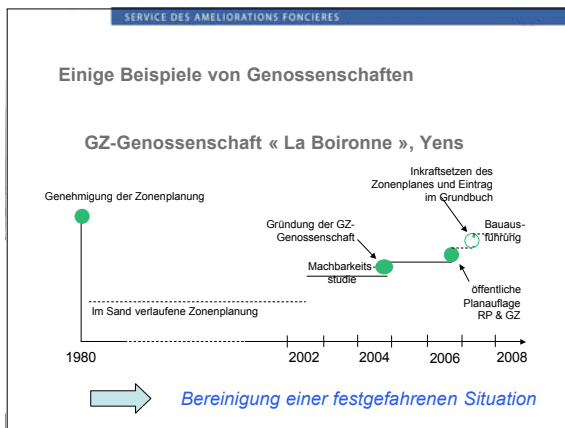 SERVICE DES AMELIORATIONS FONCIERES
Einige Beispiele von Genossenschaften
GZ-Genossenschaft « La Boironne », Yens
Inkraftsetzen des
Zonenplanes und Eintrag
im Grundbuch
Genehmigung der Zonenplanung
Gründung der GZ-
Genossenschaft
Bauaus-
führung
Machbarkeits-
studie
öffentliche
Planauflage
RP & GZ
Im Sand verlaufene Zonenplanung
1980 2002 2004 2006 2008
Bereinigung einer festgefahrenen Situation